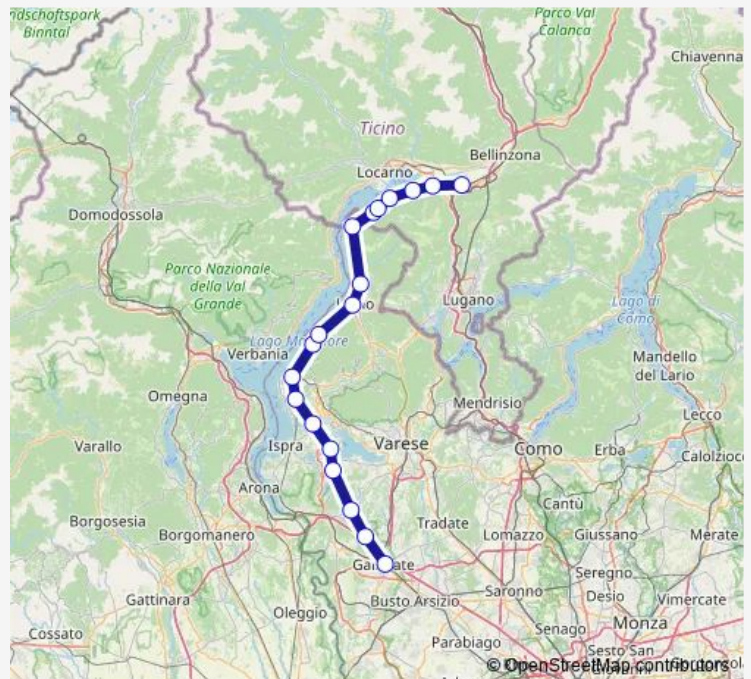 ndschaftspark
Binntal
Parco Val
Calanca
Chiavenna
Ticino
Bellinzona
Locarno
Domodossola
Parco Nazionale
della Val
Grande
Lugano
Lago di
Como
Lago Maggiore
Verbania
Mandello
del Lario
Omegna
Mendrisio
Lecco
Varallo
Ispra
Varese
Como
Erba
Calolzioc
Arona
Cantù
Borgosesia
Borgomanero
Tradate
Lomazzo
Giussano
Merate
Gallarate
Seregno
Gattinara
Oleggio
Busto Arsizio
Saronno
Desio
Vimercate
Cossato
Senago
Monza
Parabiago
Sesto San
© OpenStreetMap contributors